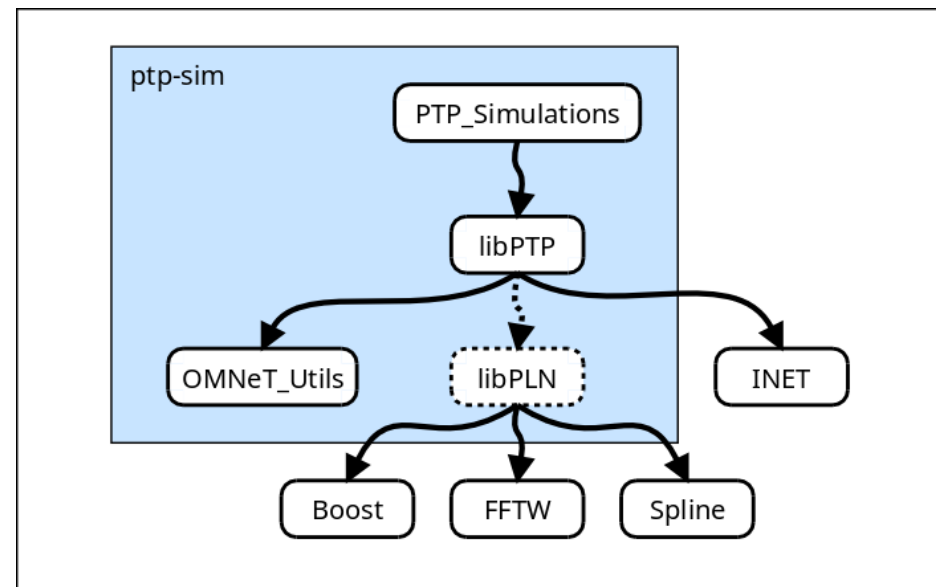 ptp-sim
PTP_Simulations
libPTP
OMNeT_Utils
libPLN
INET
Boost
FFTW
Spline